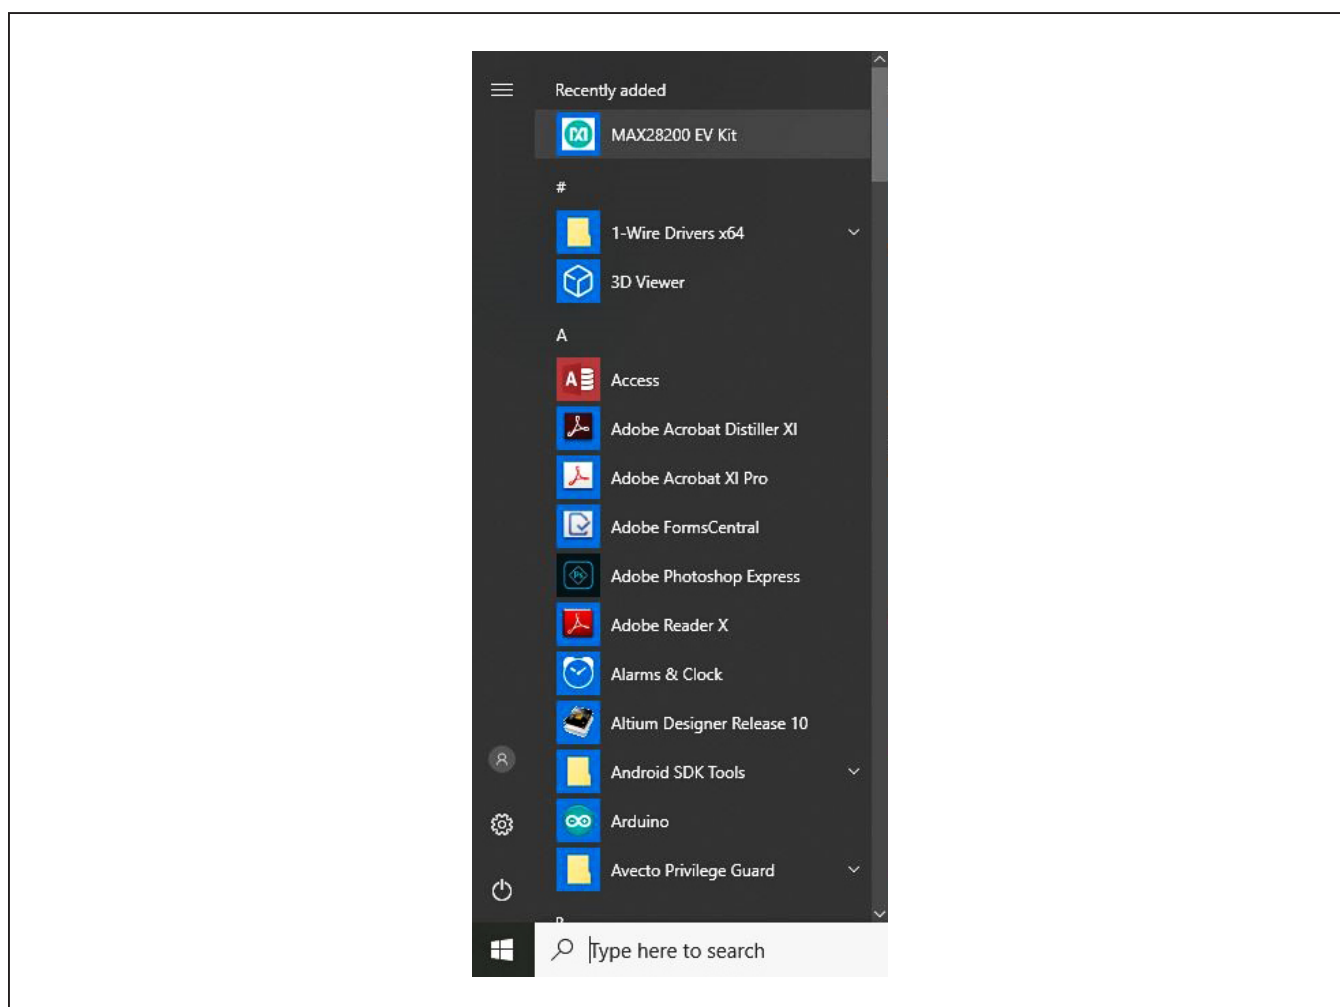 Recently added
MAX28200 EV Kit
#
1-Wire Drivers x64
3D Viewer
A
Access
Adobe Acrobat Distiller XI
Adobe Acrobat XI Pro
Adobe FormsCentral
Adobe Photoshop Express
Adobe Reader X
Alarms & Clock
Altium Designer Release 10
Android SDK Tools
Arduino
Avecto Privilege Guard
Type here to search